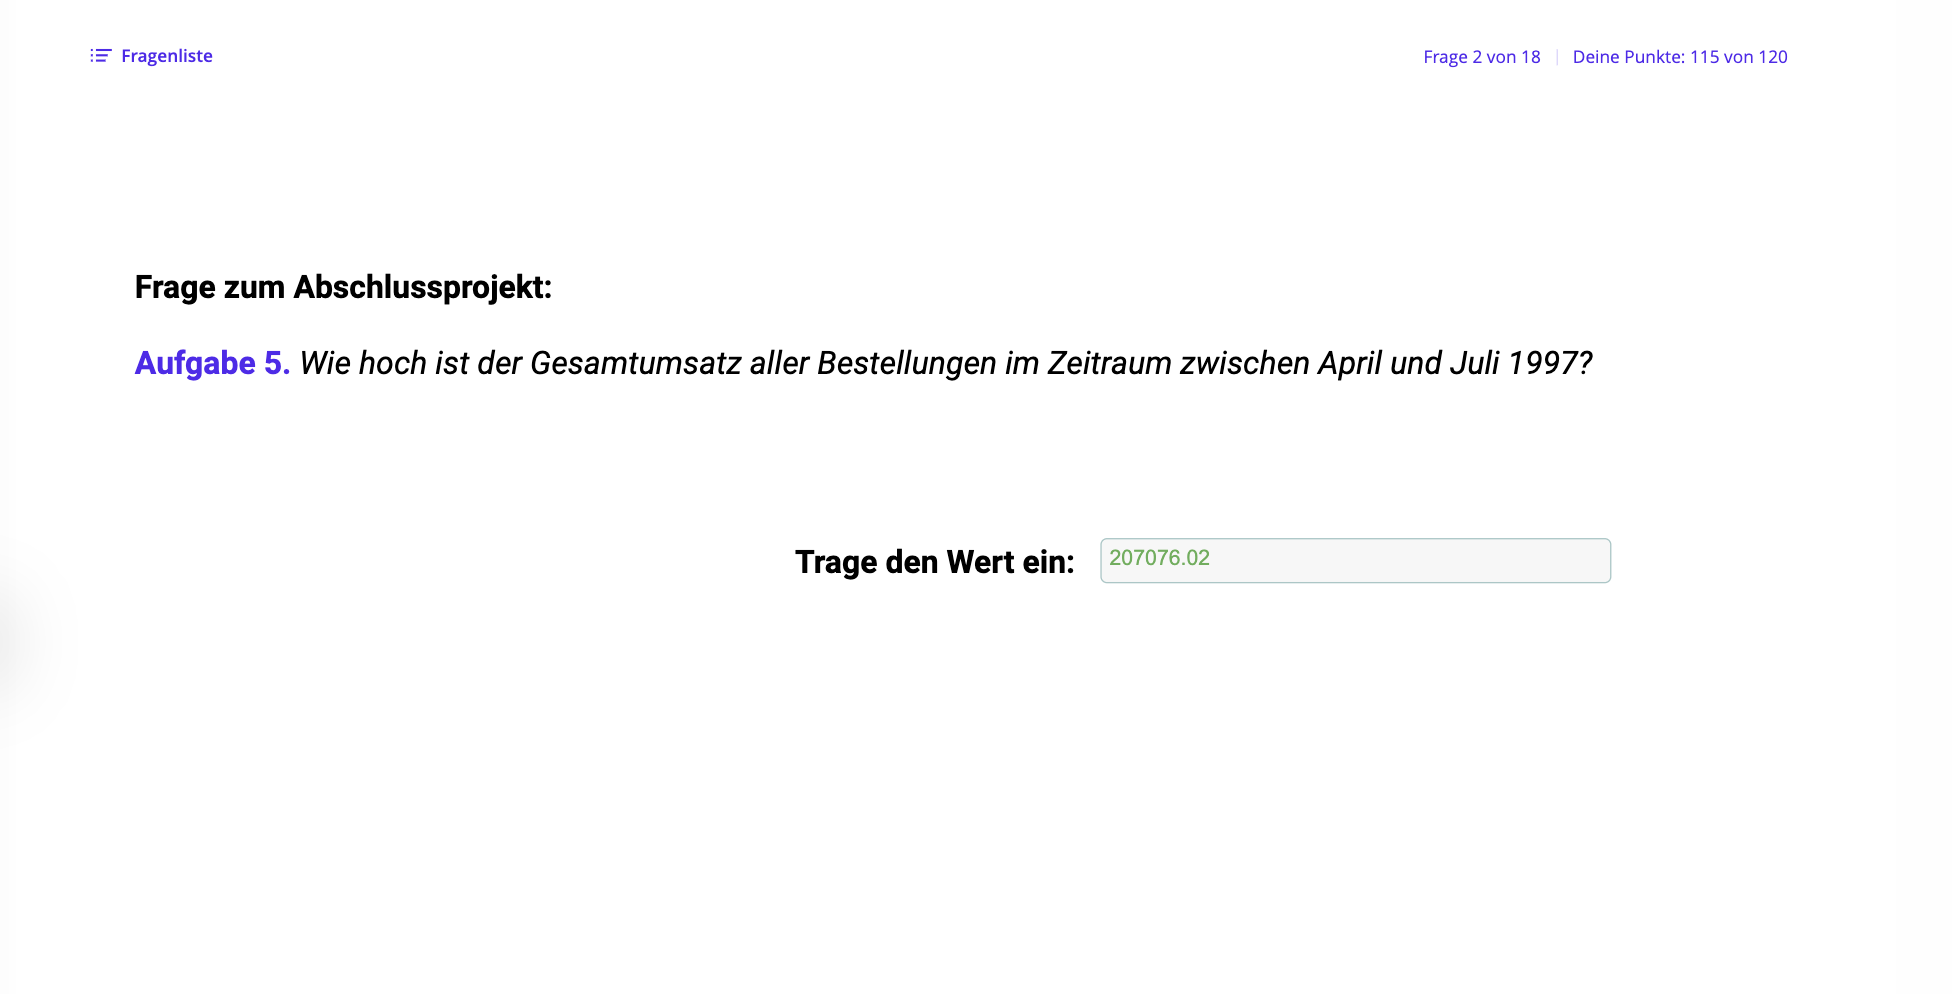 Fragenliste
Frage 2 von 18 | Deine Punkte: 115 von 120
Frage zum Abschlussprojekt:
Aufgabe 5. Wie hoch ist der Gesamtumsatz aller Bestellungen im Zeitraum zwischen April und Juli 1997?
Trage den Wert ein: 207076.02